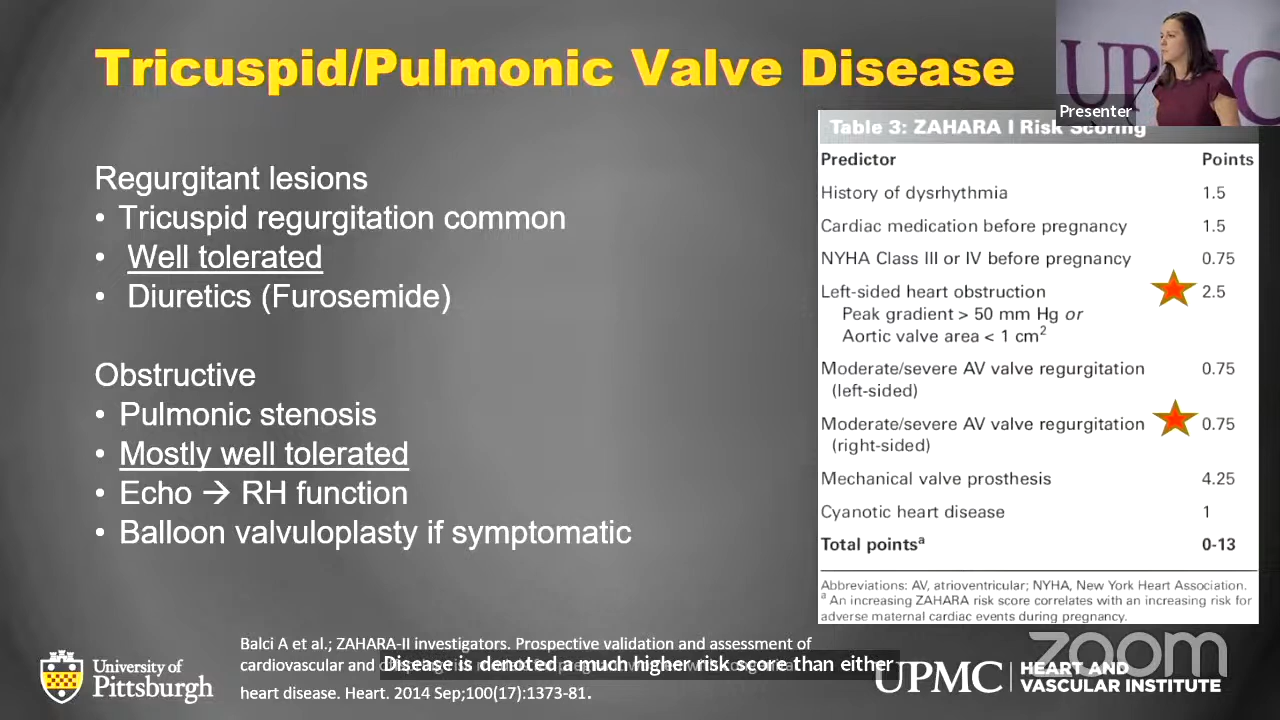 Tricuspid/Pulmonic Valve Disease
UPMC
Presenter
Regurgitant lesions
• Tricuspid regurgitation common
• Well tolerated
• Diuretics (Furosemide)
Obstructive
• Pulmonic stenosis
• Mostly well tolerated
• Echo → RH function
• Balloon valvuloplasty if symptomatic
Table 3: ZAHARA I Risk Scoring
Predictor Points
History of dysrhythmia 1.5
Cardiac medication before pregnancy 1.5
NYHA Class III or IV before pregnancy 0.75
Left-sided heart obstruction 2.5
Peak gradient > 50 mm Hg or
Aortic valve area < 1 cm²
Moderate/severe AV valve regurgitation 0.75
(left-sided)
Moderate/severe AV valve regurgitation 0.75
(right-sided)
Mechanical valve prosthesis 4.25
Cyanotic heart disease 1
Total pointsᵃ 0-13
Abbreviations: AV, atrioventricular; NYHA, New York Heart Association.
ᵃ An increasing ZAHARA risk score correlates with an increasing risk for
adverse maternal cardiac events during pregnancy.
Balci A et al.; ZAHARA-II investigators. Prospective validation and assessment of
cardiovascular and
Disease is denoted a much higher risk score than either
heart disease. Heart. 2014 Sep;100(17):1373-81.
University of
Pittsburgh
UPMC HEART AND
VASCULAR INSTITUTE
zoom